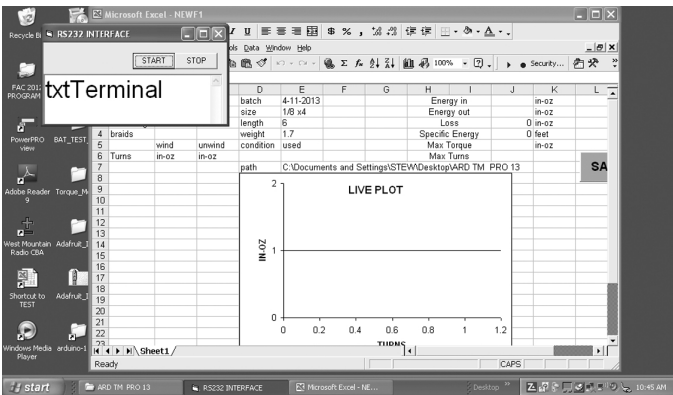 Microsoft Excel - NEWF1
RS232 INTERFACE
START STOP
txtTerminal
Recycle
FAC 201
PROGRAM
PowerPRO
view
BAT_TEST
Adobe Reader
9
Torque_M
West Mountain
Radio CBA
Adafruit_I
Shortcut to
TEST
Adafruit_I
Windows Media
Player
arduino-1
Data Window Help
100% Security...
D E F G H I J K L
batch 4-11-2013 Energy in in-oz
size 1/8 x4 Energy out in-oz
length 6 Loss 0 in-oz
4 braids weight 1.7 Specific Energy 0 feet
5 wind unwind condition used Max Torque in-oz
6 Turns in-oz in-oz Max Turns
7 path C:\Documents and Settings\STEW\Desktop\ARD TM PRO 13
SA
8
9
10
11
12
13
14
15
16
17
18
19
20
21
22
23
LIVE PLOT
2
1
0
IN-OZ
0 0.2 0.4 0.6 0.8 1 1.2
TURNS
Sheet1
Ready CAPS
start ARD TM PRO 13 RS232 INTERFACE Microsoft Excel - NE... Desktop 10:45 AM